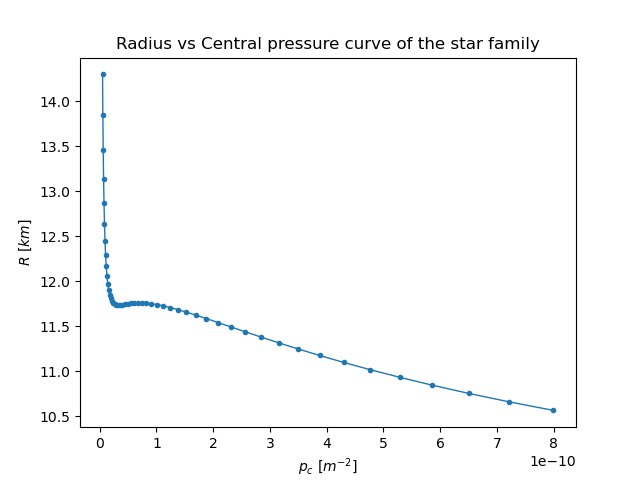 Radius vs Central pressure curve of the star family
14.0
13.5
13.0
12.5
12.0
11.5
11.0
10.5
R [km]
0 1 2 3 4 5 6 7 8
1e−10
p_c [m^{−2}]